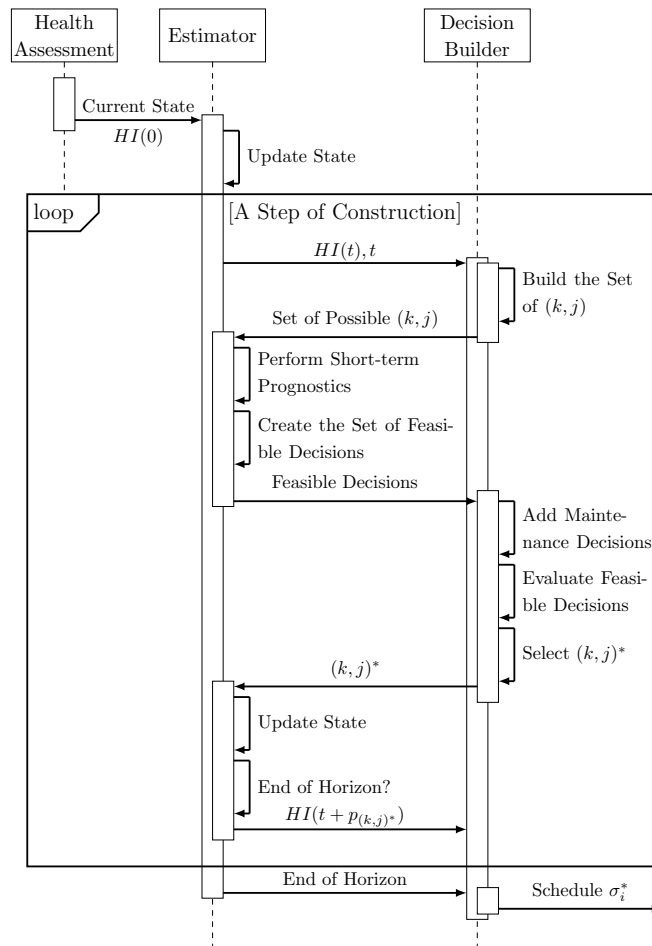 Health
Assessment
Estimator
Decision
Builder
Current State
HI(0)
Update State
loop
[A Step of Construction]
HI(t), t
Build the Set
of (k, j)
Set of Possible (k, j)
Perform Short-term
Prognostics
Create the Set of Feasi-
ble Decisions
Feasible Decisions
Add Mainte-
nance Decisions
Evaluate Feasi-
ble Decisions
Select (k, j)*
(k, j)*
Update State
End of Horizon?
HI(t + p_{(k,j)*})
End of Horizon
Schedule σ_i^*